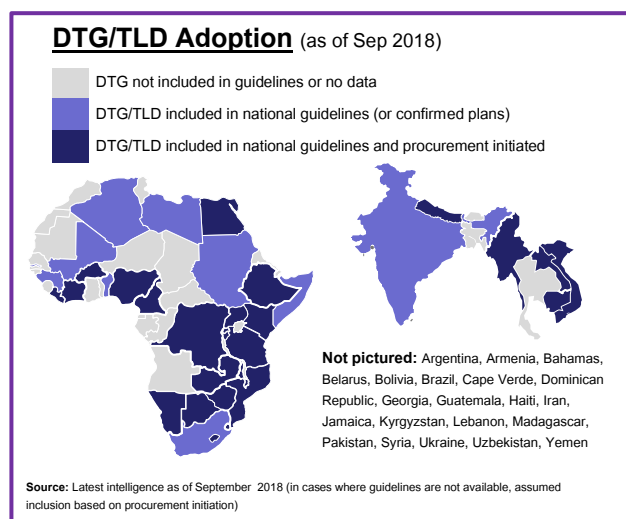 DTG/TLD Adoption (as of Sep 2018)
DTG not included in guidelines or no data
DTG/TLD included in national guidelines (or confirmed plans)
DTG/TLD included in national guidelines and procurement initiated
Not pictured: Argentina, Armenia, Bahamas,
Belarus, Bolivia, Brazil, Cape Verde, Dominican
Republic, Georgia, Guatemala, Haiti, Iran,
Jamaica, Kyrgyzstan, Lebanon, Madagascar,
Pakistan, Syria, Ukraine, Uzbekistan, Yemen
Source: Latest intelligence as of September 2018 (in cases where guidelines are not available, assumed
inclusion based on procurement initiation)